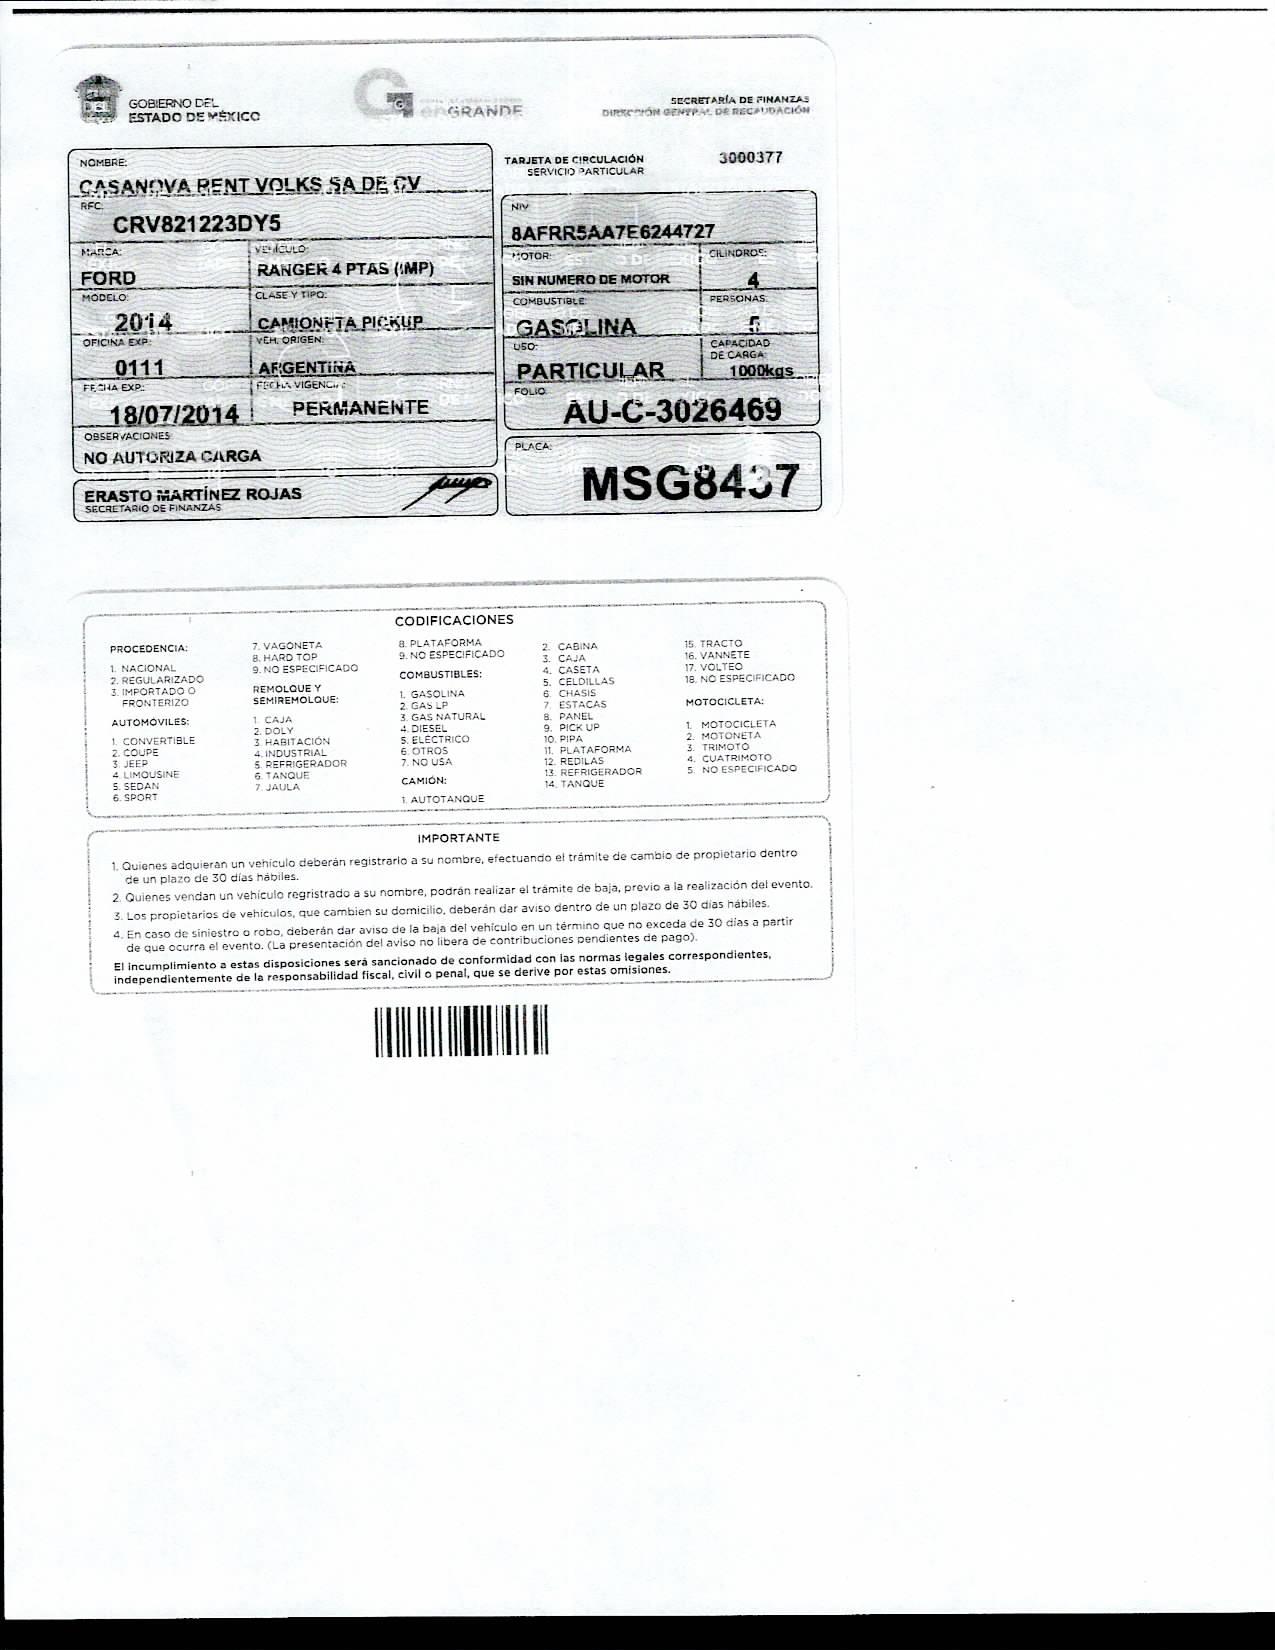 GOBIERNO DEL
ESTADO DE MÉXICO
GRANDE
SECRETARÍA DE FINANZAS
DIRECCIÓN GENERAL DE RECAUDACIÓN
TARJETA DE CIRCULACIÓN
SERVICIO PARTICULAR
3000377
NOMBRE:
CASANOVA RENT VOLKS SA DE CV
RFC:
CRV821223DY5
MARCA:
FORD
VEHÍCULO:
RANGER 4 PTAS (IMP)
MODELO:
2014
CLASE Y TIPO:
CAMIONETA PICKUP
OFICINA EXP:
0111
VEH. ORIGEN:
ARGENTINA
FECHA EXP:
18/07/2014
FECHA VIGENCIA:
PERMANENTE
OBSERVACIONES
NO AUTORIZA CARGA
ERASTO MARTÍNEZ ROJAS
SECRETARIO DE FINANZAS
NIV
8AFRR5AA7E6244727
MOTOR:
SIN NUMERO DE MOTOR
CILINDROS:
4
COMBUSTIBLE:
GASOLINA
PERSONAS:
5
USO:
PARTICULAR
CAPACIDAD
DE CARGA:
1000kgs
FOLIO:
AU-C-3026469
PLACA:
MSG8437
CODIFICACIONES
PROCEDENCIA:
1. NACIONAL
2. REGULARIZADO
3. IMPORTADO O
FRONTERIZO
AUTOMÓVILES:
1. CONVERTIBLE
2. COUPE
3. JEEP
4. LIMOUSINE
5. SEDAN
6. SPORT
7. VAGONETA
8. HARD TOP
9. NO ESPECIFICADO
REMOLQUE Y
SEMIREMOLQUE:
1. CAJA
2. DOLY
3. HABITACIÓN
4. INDUSTRIAL
5. REFRIGERADOR
6. TANQUE
7. JAULA
8. PLATAFORMA
9. NO ESPECIFICADO
COMBUSTIBLES:
1. GASOLINA
2. GAS LP
3. GAS NATURAL
4. DIESEL
5. ELÉCTRICO
6. OTROS
7. NO USA
CAMIÓN:
1. AUTOTANQUE
2. CABINA
3. CAJA
4. CASETA
5. CELDILLAS
6. CHASIS
7. ESTACAS
8. PANEL
9. PICK UP
10. PIPA
11. PLATAFORMA
12. REDILAS
13. REFRIGERADOR
14. TANQUE
15. TRACTO
16. VANNETE
17. VOLTEO
18. NO ESPECIFICADO
MOTOCICLETA:
1. MOTOCICLETA
2. MOTONETA
3. TRIMOTO
4. CUATRIMOTO
5. NO ESPECIFICADO
IMPORTANTE
1. Quienes adquieran un vehículo deberán registrarlo a su nombre, efectuando el trámite de cambio de propietario dentro
de un plazo de 30 días hábiles.
2. Quienes vendan un vehículo regristrado a su nombre, podrán realizar el trámite de baja, previo a la realización del evento.
3. Los propietarios de vehículos, que cambien su domicilio, deberán dar aviso dentro de un plazo de 30 días hábiles.
4. En caso de siniestro o robo, deberán dar aviso de la baja del vehículo en un término que no exceda de 30 días a partir
de que ocurra el evento. (La presentación del aviso no libera de contribuciones pendientes de pago).
El incumplimiento a estas disposiciones será sancionado de conformidad con las normas legales correspondientes,
independientemente de la responsabilidad fiscal, civil o penal, que se derive por estas omisiones.